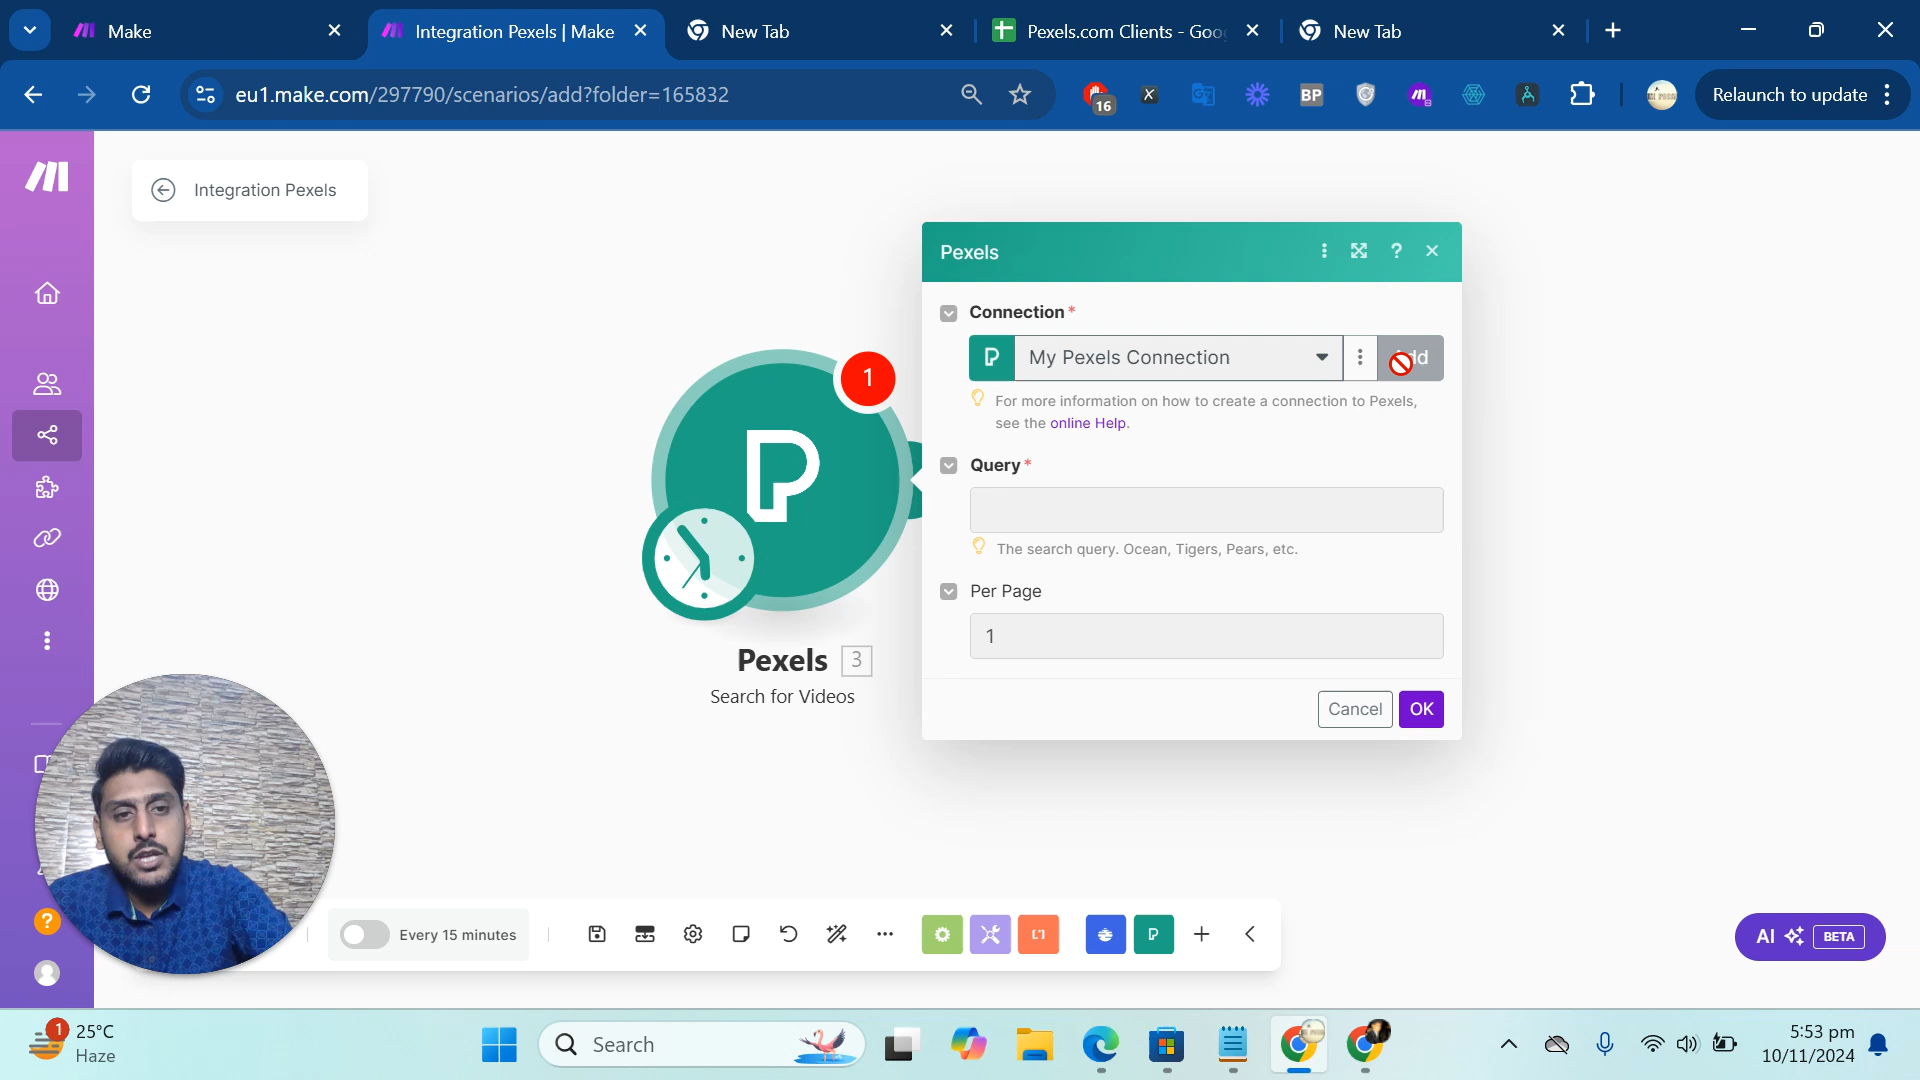 Make
Integration Pexels | Make
New Tab
Pexels.com Clients - Goo
New Tab
eu1.make.com/297790/scenarios/add?folder=165832
16
X
BP
Relaunch to update
Integration Pexels
Pexels
?
Connection *
My Pexels Connection
For more information on how to create a connection to Pexels,
see the online Help.
Query *
The search query. Ocean, Tigers, Pears, etc.
Per Page
1
Cancel
OK
1
Pexels 3
Search for Videos
?
Every 15 minutes
AI BETA
1
25°C
Haze
Search
5:53 pm
10/11/2024